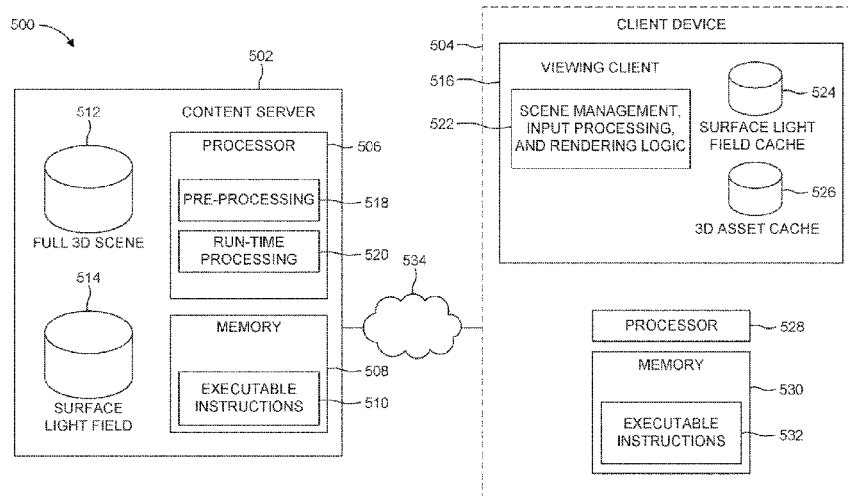 500
502
CONTENT SERVER
512
FULL 3D SCENE
514
SURFACE
LIGHT FIELD
PROCESSOR
506
PRE-PROCESSING
518
RUN-TIME
PROCESSING
520
MEMORY
508
EXECUTABLE
INSTRUCTIONS
510
534
CLIENT DEVICE
504
516
VIEWING CLIENT
522
SCENE MANAGEMENT,
INPUT PROCESSING,
AND RENDERING LOGIC
524
SURFACE LIGHT
FIELD CACHE
526
3D ASSET CACHE
PROCESSOR
528
MEMORY
530
EXECUTABLE
INSTRUCTIONS
532